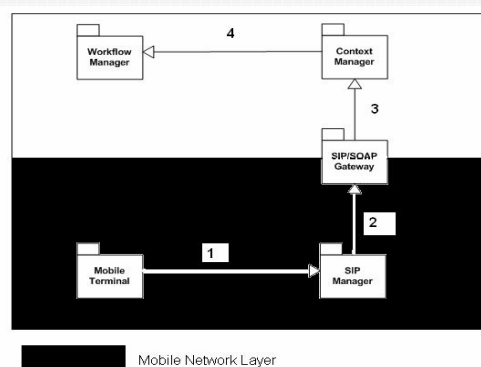 4
Workflow
Manager
Context
Manager
3
SIP/SOAP
Gateway
2
1
Mobile
Terminal
SIP
Manager
Mobile Network Layer